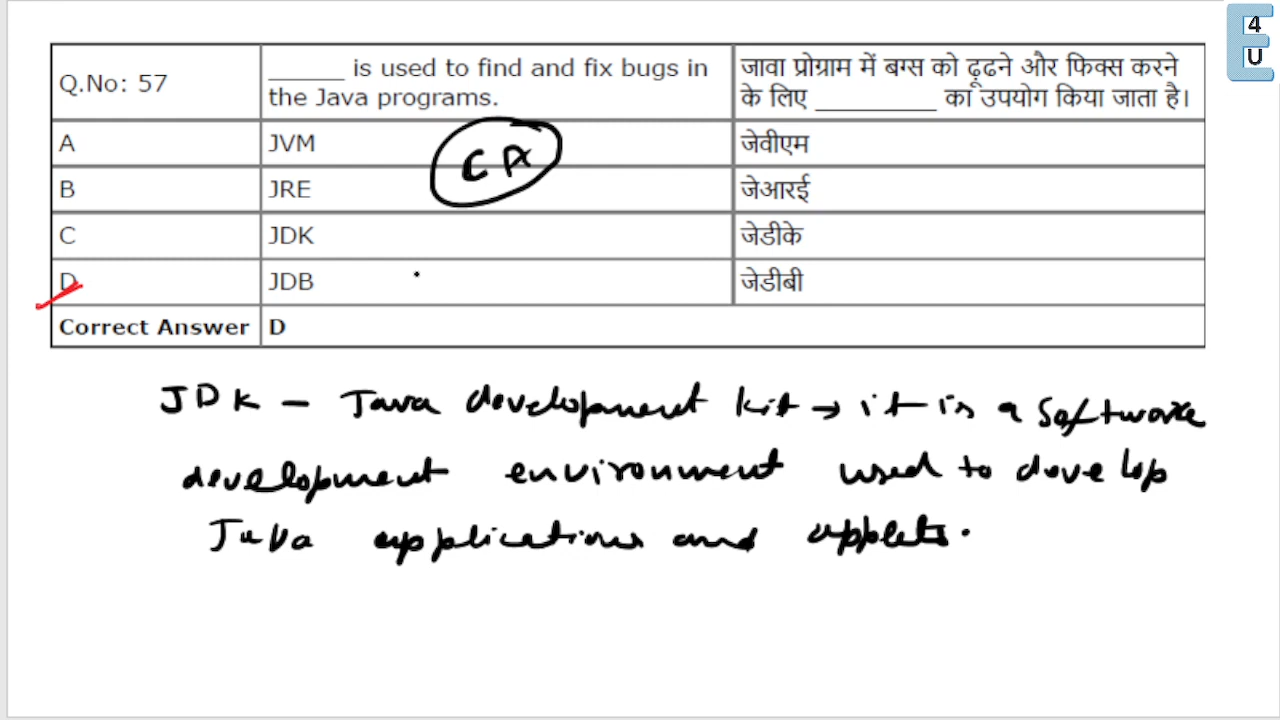 4
U
Q.No: 57
______ is used to find and fix bugs in
the Java programs.
जावा प्रोग्राम में बग्स को ढूढने और फिक्स करने
के लिए _________ का उपयोग किया जाता है।
A
JVM
जेवीएम
CA
B
JRE
जेआरई
C
JDK
जेडीके
D
JDB
जेडीबी
Correct Answer
D
JDK – Java development kit → it is a software
development environment used to develop
Java applications and applets.